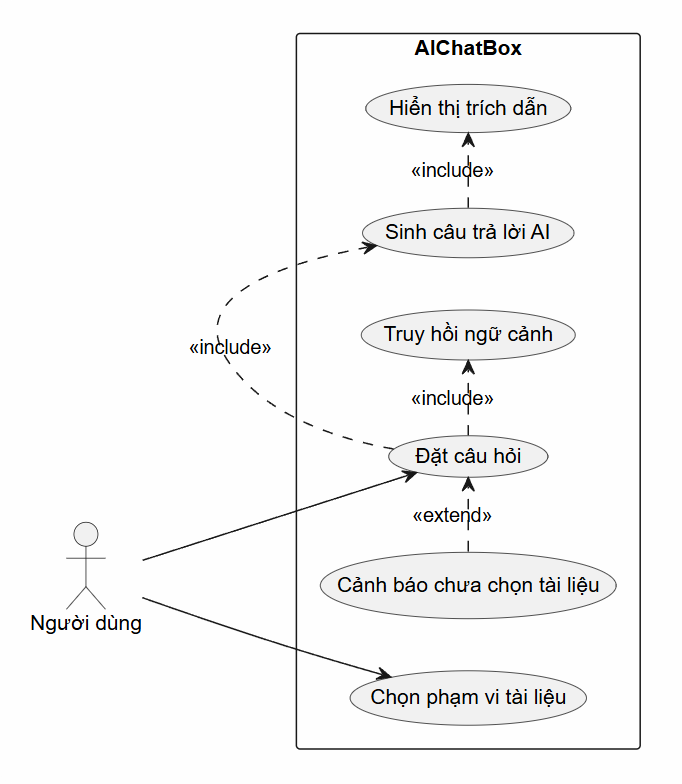 AIChatBox
Hiển thị trích dẫn
«include»
Sinh câu trả lời AI
Truy hồi ngữ cảnh
«include»
«include»
Đặt câu hỏi
«extend»
Cảnh báo chưa chọn tài liệu
Người dùng
Chọn phạm vi tài liệu